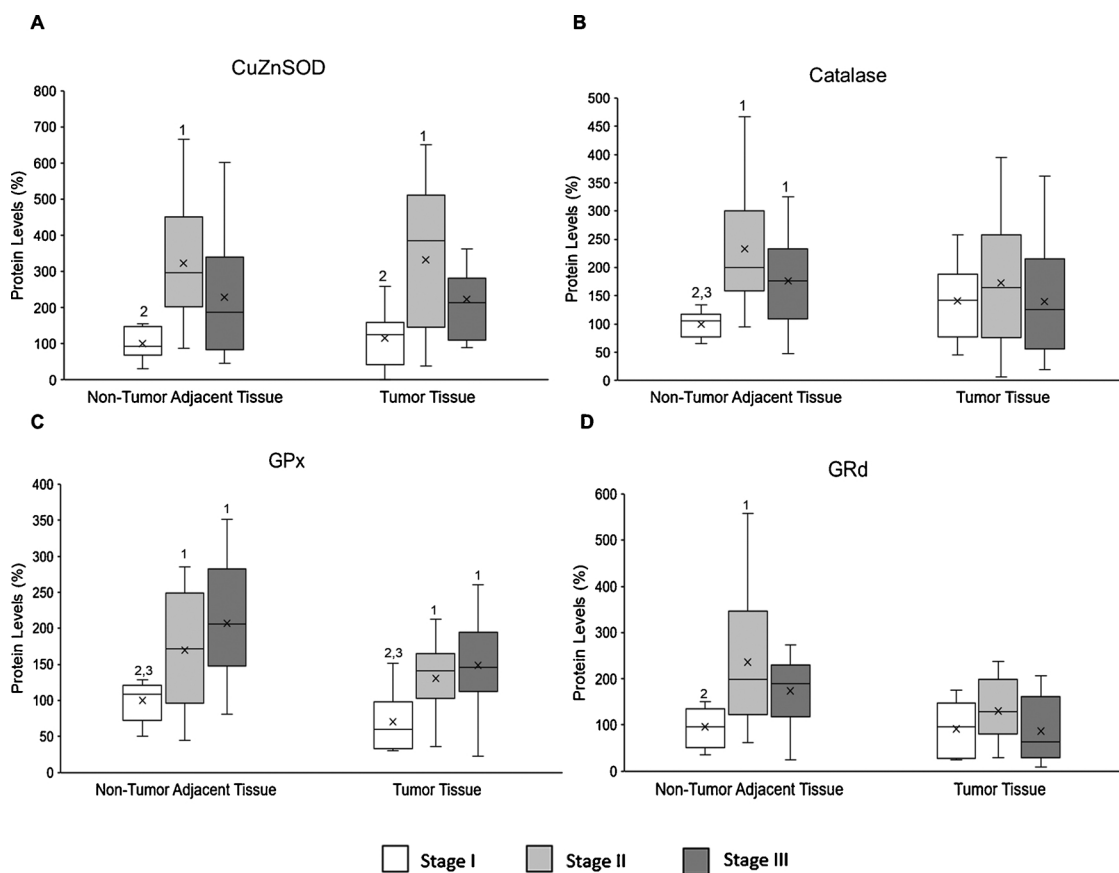 A
CuZnSOD
Protein Levels (%)
800
700
600
500
400
300
200
100
0
2
1
2
1
Non-Tumor Adjacent Tissue
Tumor Tissue
B
Catalase
Protein Levels (%)
500
450
400
350
300
250
200
150
100
50
0
2,3
1
1
Non-Tumor Adjacent Tissue
Tumor Tissue
C
GPx
Protein Levels (%)
400
350
300
250
200
150
100
50
0
2,3
1
1
2,3
1
1
Non-Tumor Adjacent Tissue
Tumor Tissue
D
GRd
Protein Levels (%)
600
500
400
300
200
100
0
2
1
Non-Tumor Adjacent Tissue
Tumor Tissue
Stage I
Stage II
Stage III